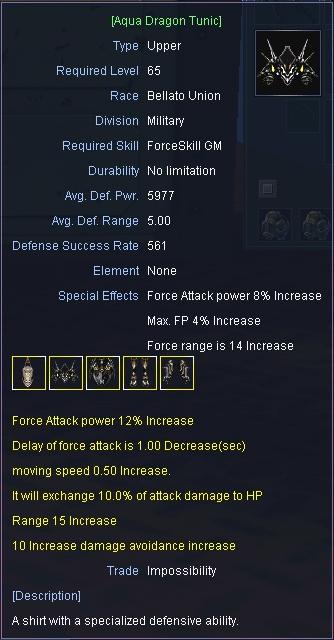 [Aqua Dragon Tunic]
Type Upper
Required Level 65
Race Bellato Union
Division Military
Required Skill ForceSkill GM
Durability No limitation
Avg. Def. Pwr. 5977
Avg. Def. Range 5.00
Defense Success Rate 561
Element None
Special Effects Force Attack power 8% Increase
Max. FP 4% Increase
Force range is 14 Increase
Force Attack power 12% Increase
Delay of force attack is 1.00 Decrease(sec)
moving speed 0.50 Increase.
It will exchange 10.0% of attack damage to HP
Range 15 Increase
10 Increase damage avoidance increase
Trade Impossibility
[Description]
A shirt with a specialized defensive ability.